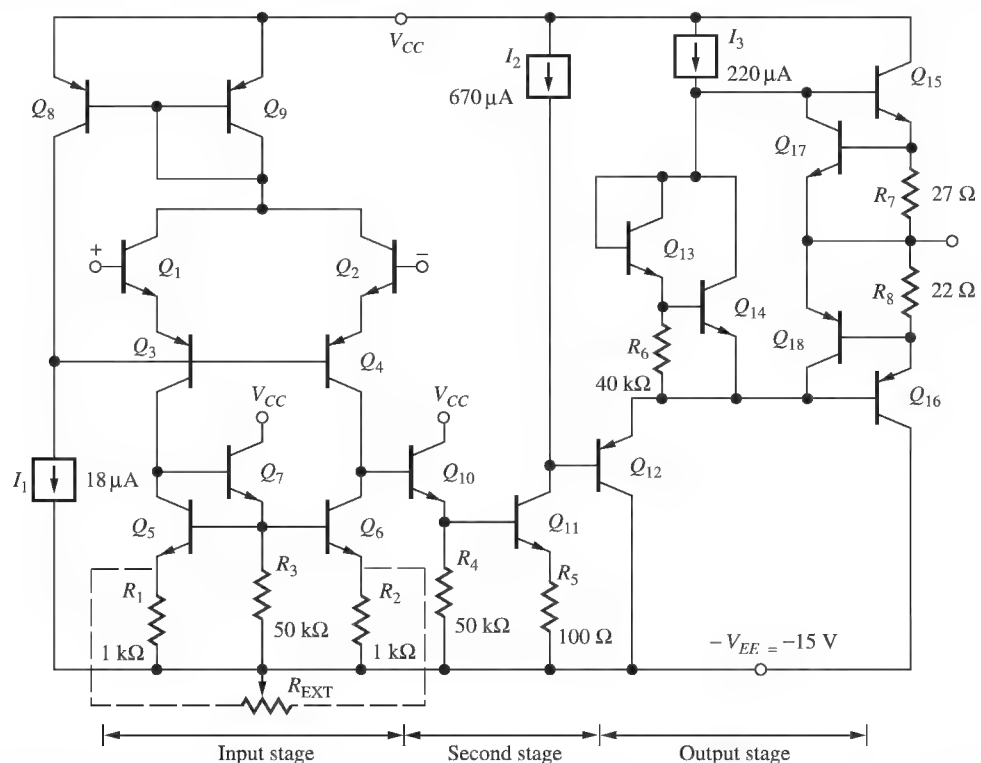 V_CC
I_2
670 μA
I_3
220 μA
Q_15
Q_8
Q_9
Q_17
R_7
27 Ω
+
Q_1
Q_2
−
Q_13
Q_14
R_8
22 Ω
Q_3
Q_4
R_6
40 kΩ
Q_18
Q_16
V_CC
V_CC
I_1
18 μA
Q_7
Q_10
Q_12
Q_5
Q_6
Q_11
R_1
1 kΩ
R_3
50 kΩ
R_2
1 kΩ
R_4
50 kΩ
R_5
100 Ω
−V_EE = −15 V
R_EXT
Input stage
Second stage
Output stage